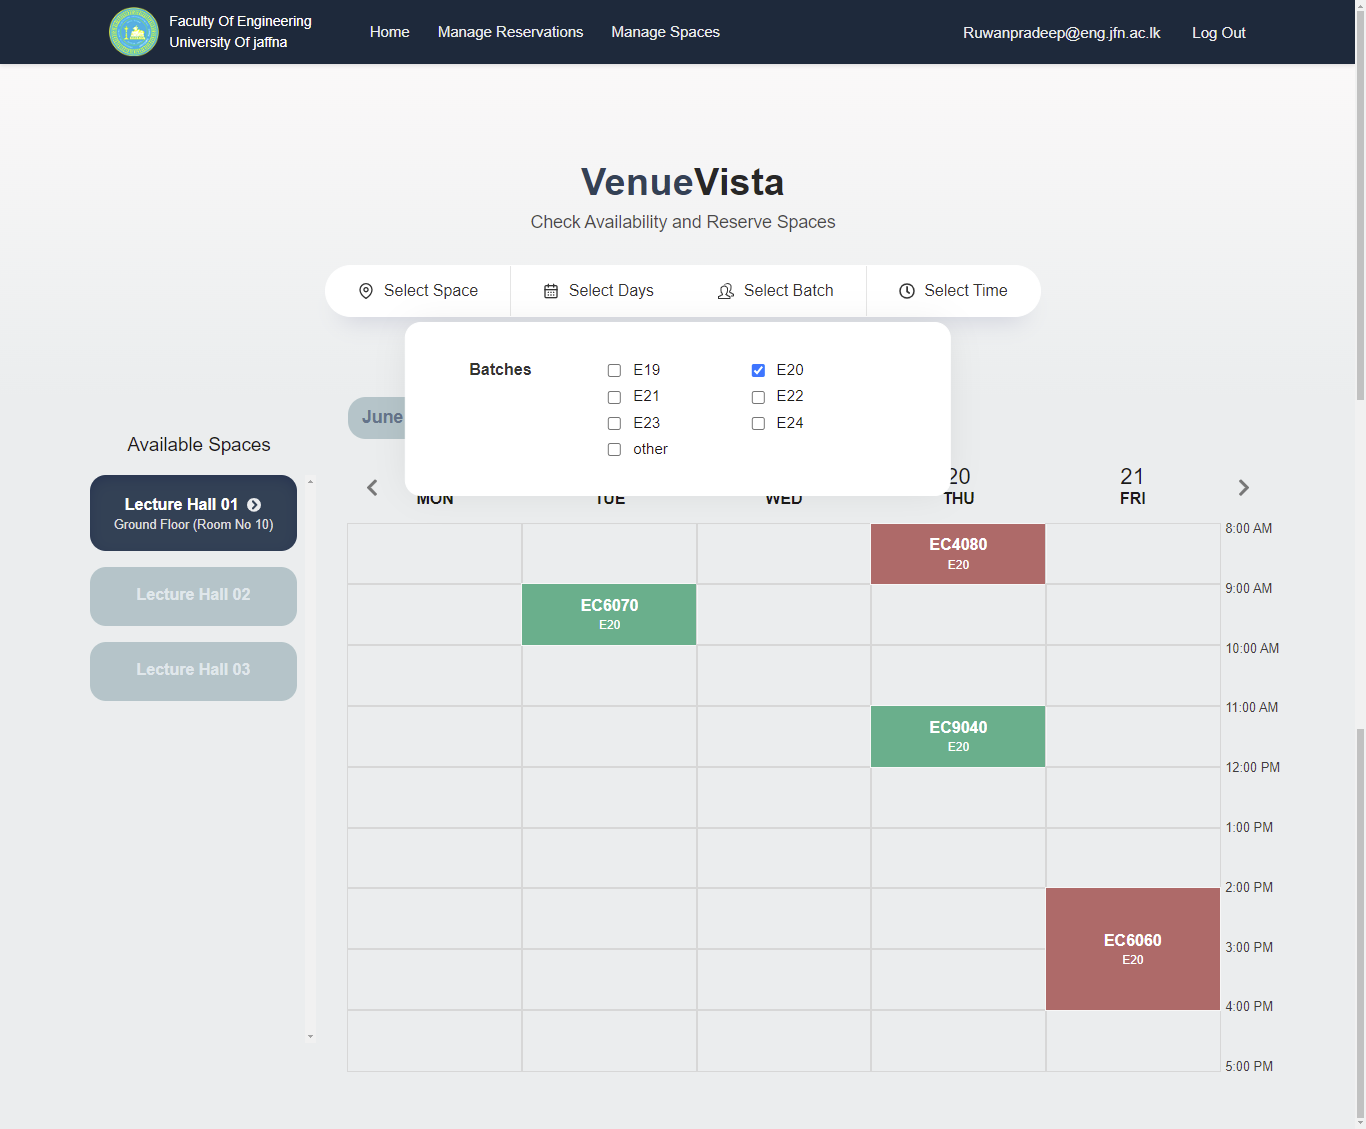 Faculty Of Engineering
University Of jaffna
Home
Manage Reservations
Manage Spaces
Ruwanpradeep@eng.jfn.ac.lk
Log Out
VenueVista
Check Availability and Reserve Spaces
Select Space
Select Days
Select Batch
Select Time
Batches
E19
E20
E21
E22
E23
E24
other
June
Available Spaces
Lecture Hall 01
Ground Floor (Room No 10)
Lecture Hall 02
Lecture Hall 03
MON
TUE
WED
20
THU
21
FRI
8:00 AM
EC4080
E20
9:00 AM
EC6070
E20
10:00 AM
11:00 AM
EC9040
E20
12:00 PM
1:00 PM
2:00 PM
EC6060
E20
3:00 PM
4:00 PM
5:00 PM